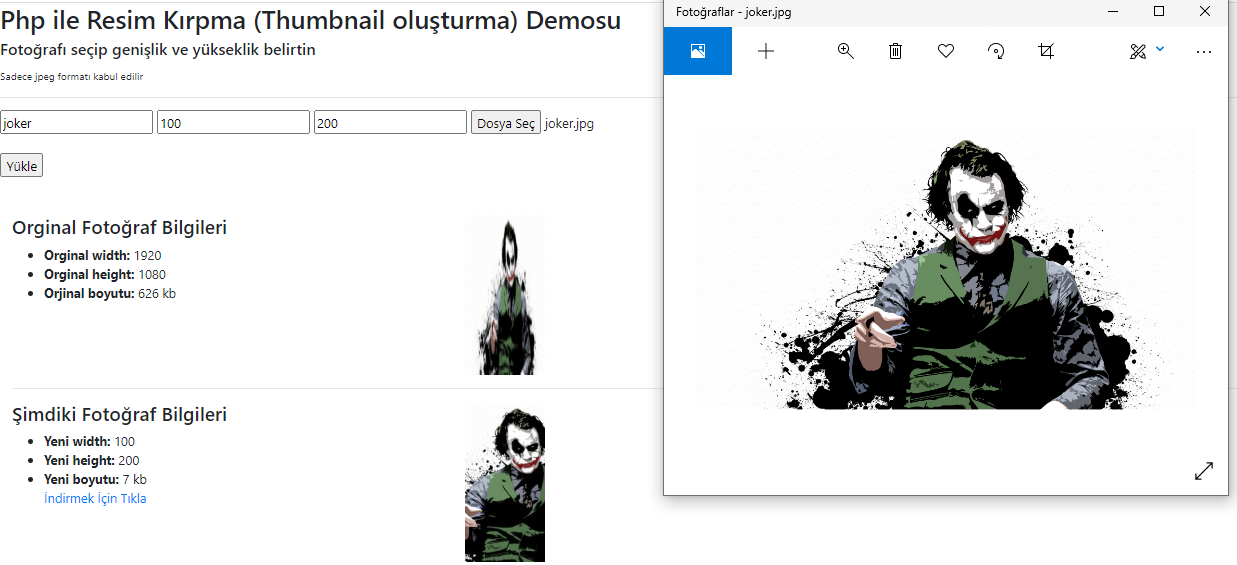 Php ile Resim Kırpma (Thumbnail oluşturma) Demosu
Fotoğrafı seçip genişlik ve yükseklik belirtin
Sadece jpeg formatı kabul edilir
joker 100 200 Dosya Seç joker.jpg
Yükle
Orginal Fotoğraf Bilgileri
Orginal width: 1920
Orginal height: 1080
Orjinal boyutu: 626 kb
Şimdiki Fotoğraf Bilgileri
Yeni width: 100
Yeni height: 200
Yeni boyutu: 7 kb
İndirmek İçin Tıkla
Fotoğraflar - joker.jpg